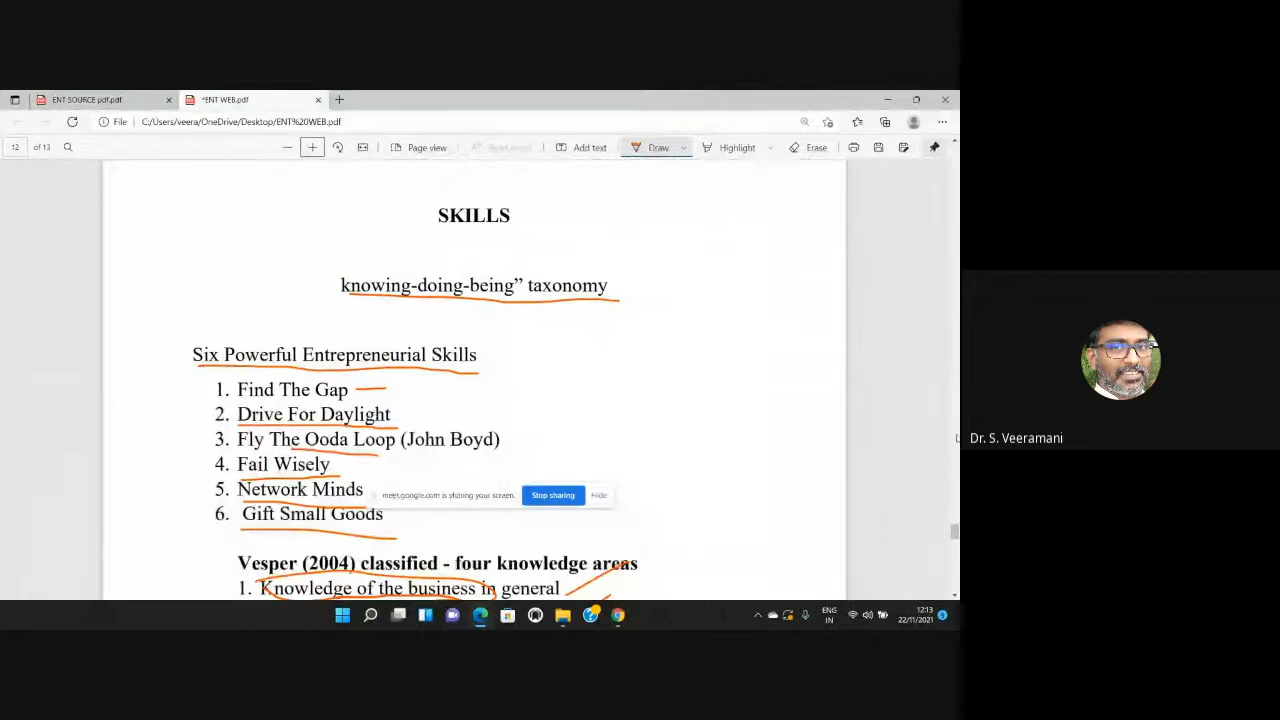 ENT SOURCE pdf.pdf
*ENT WEB.pdf
File
C:/Users/veera/OneDrive/Desktop/ENT%20WEB.pdf
12 of 13
Page view
Read aloud
Add text
Draw
Highlight
Erase
SKILLS
knowing-doing-being” taxonomy
Six Powerful Entrepreneurial Skills
1. Find The Gap
2. Drive For Daylight
3. Fly The Ooda Loop (John Boyd)
4. Fail Wisely
5. Network Minds
meet.google.com is sharing your screen.
Stop sharing
Hide
6. Gift Small Goods
Vesper (2004) classified - four knowledge areas
1. Knowledge of the business in general
Dr. S. Veeramani
ENG
IN
12:13
22/11/2021